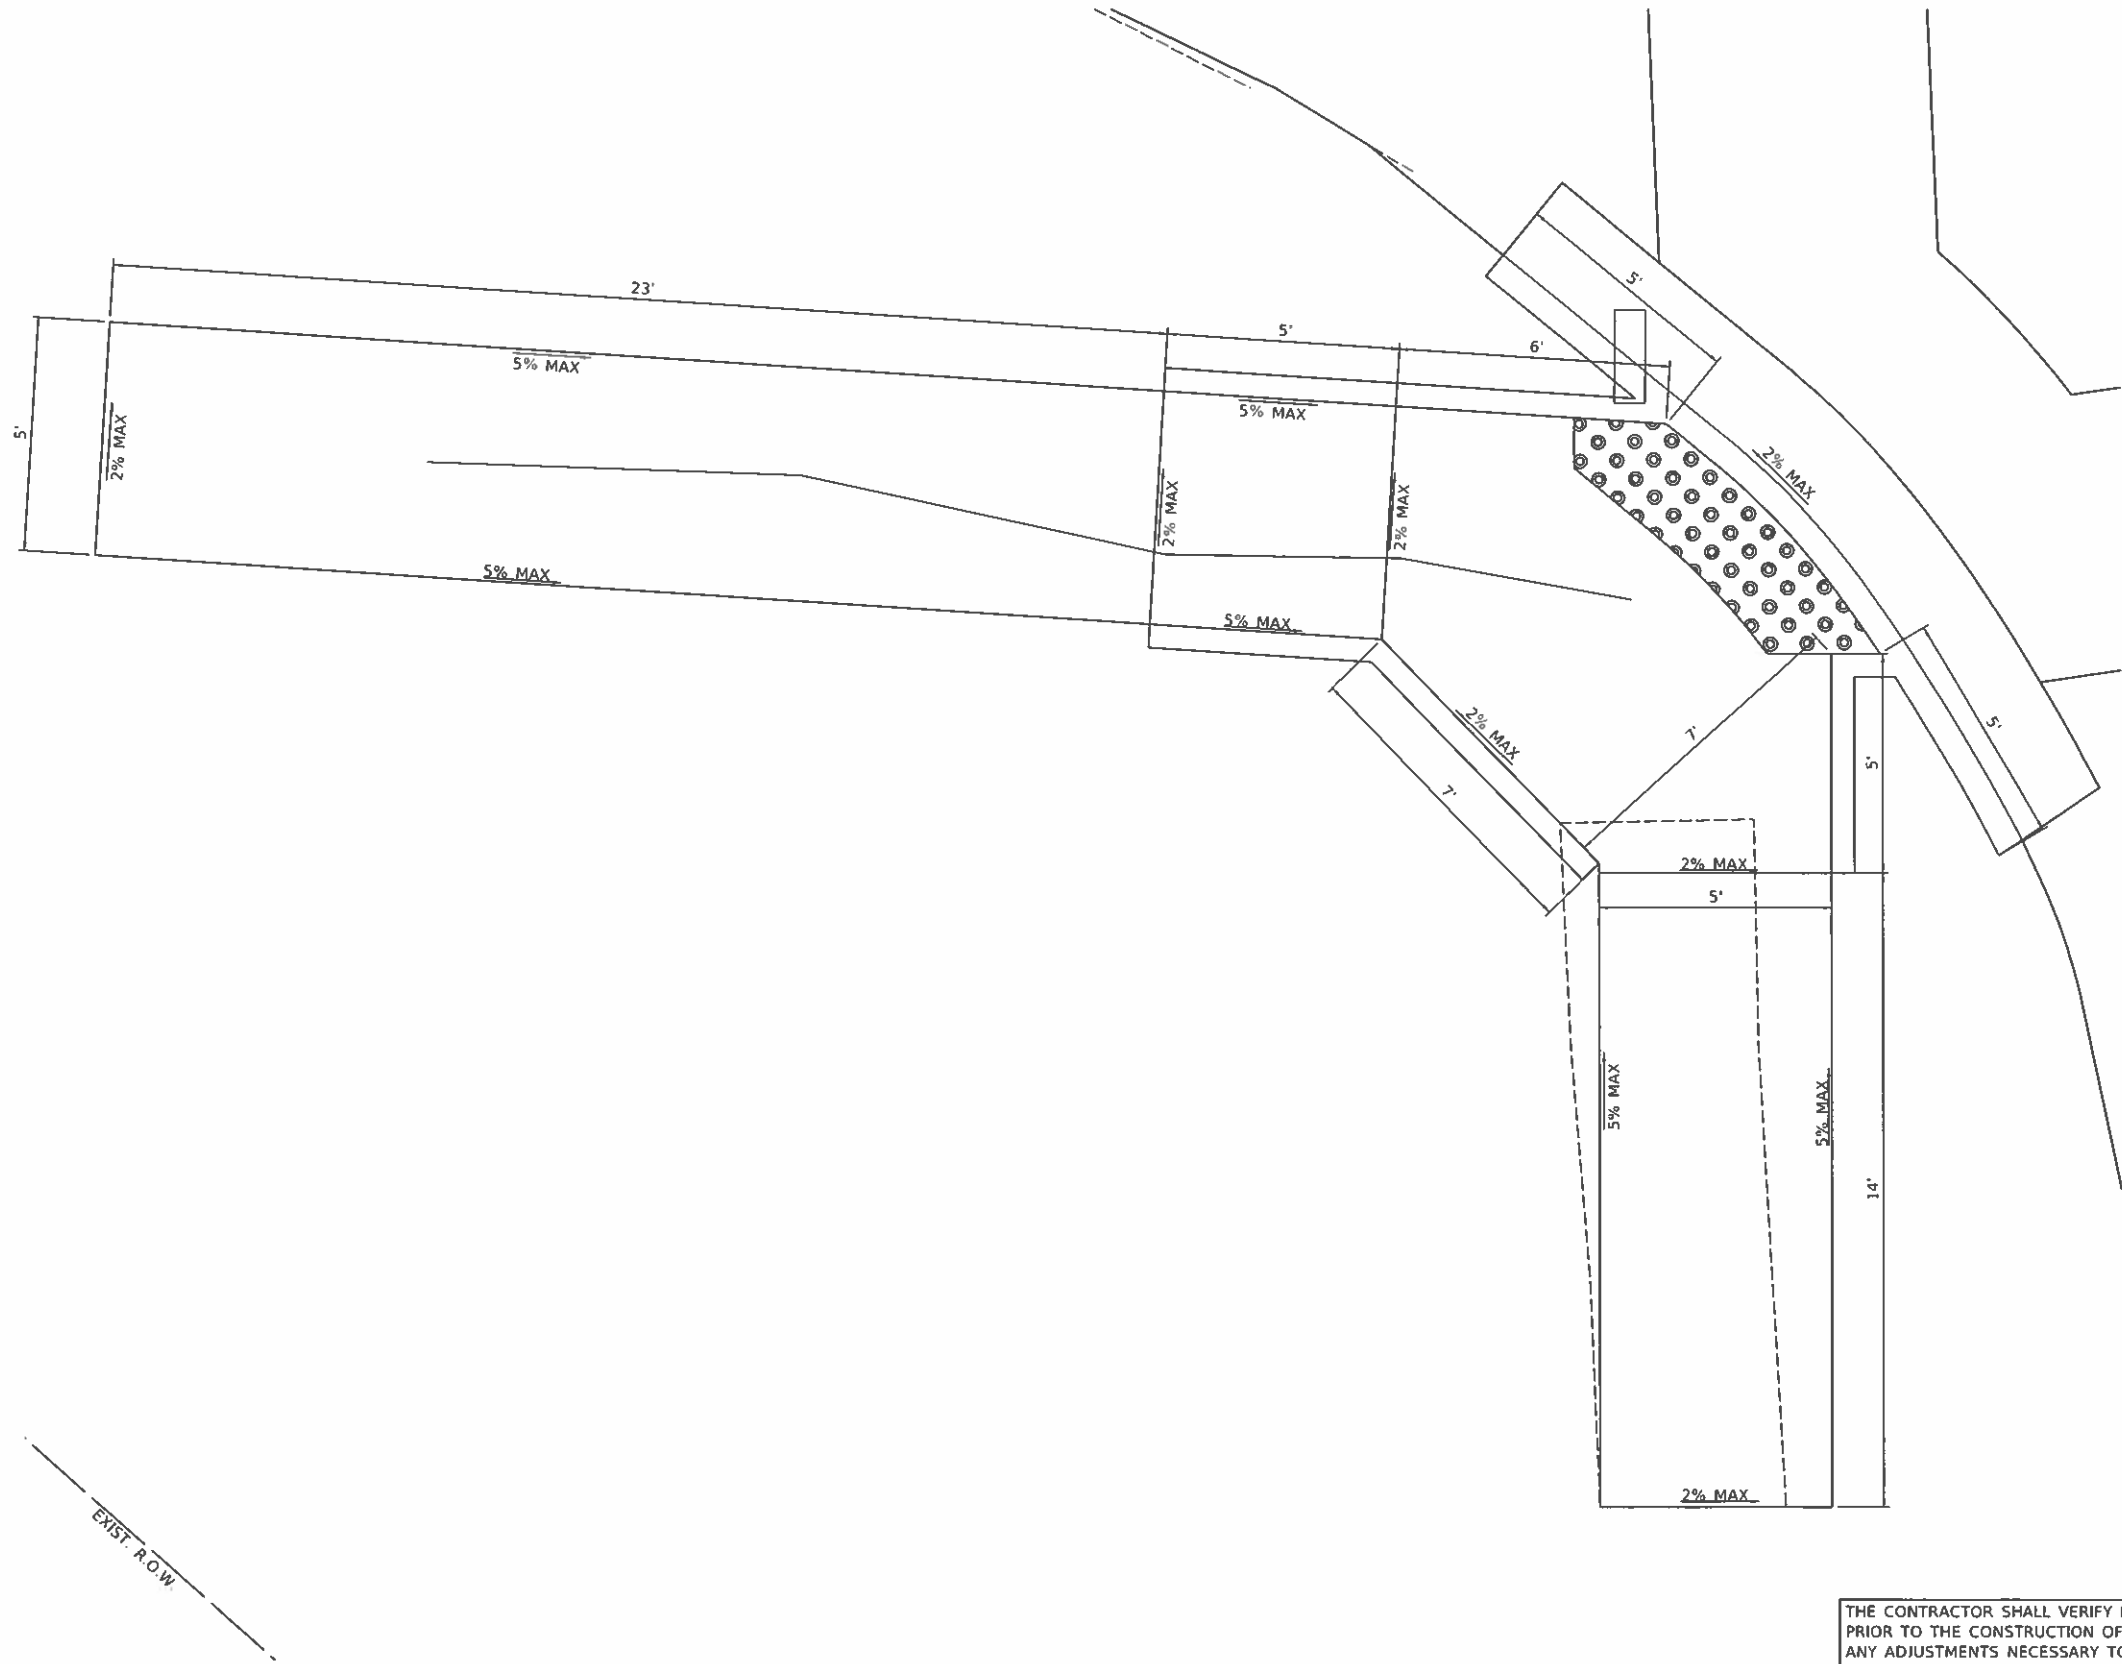 5'
23'
5'
6'
5% MAX
5% MAX
5'
2% MAX
2% MAX
2% MAX
2% MAX
5% MAX
5% MAX
2% MAX
7'
7'
5'
5'
2% MAX
5'
5% MAX
5% MAX
14'
2% MAX
EXIST. R.O.W.
THE CONTRACTOR SHALL VERIFY
PRIOR TO THE CONSTRUCTION OF
ANY ADJUSTMENTS NECESSARY TO